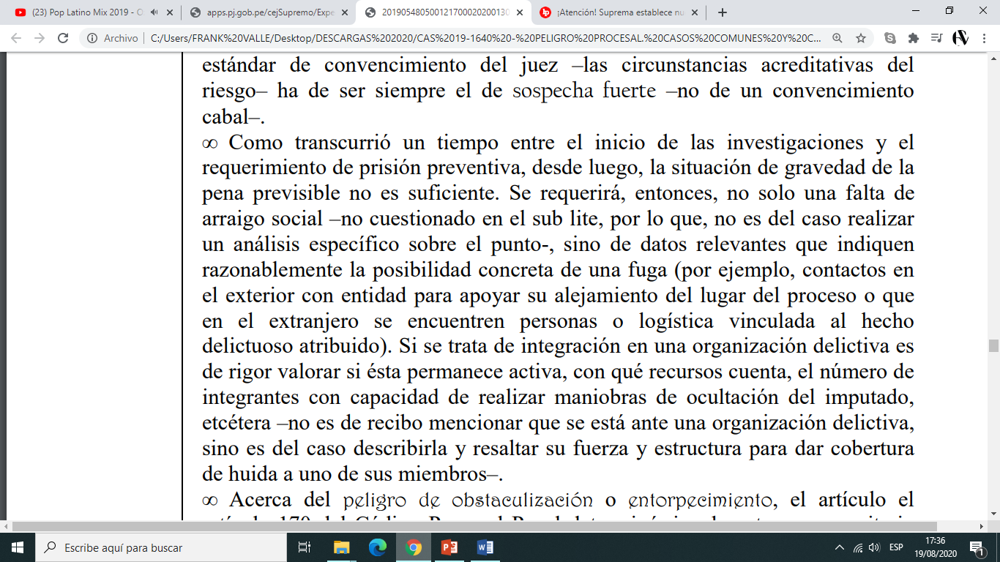 (23) Pop Latino Mix 2019 - O
apps.pj.gob.pe/cejSupremo/Expe
2019054805001217000202000130
¡Atención! Suprema establece nu
Archivo
C:/Users/FRANK%20VALLE/Desktop/DESCARGAS%202020/CAS%2019-1640%20-%20PELIGRO%20PROCESAL.%20CASOS%20COMUNES%20Y%20C...
estándar de convencimiento del juez –las circunstancias acreditativas del
riesgo– ha de ser siempre el de sospecha fuerte –no de un convencimiento
cabal–.
∞ Como transcurrió un tiempo entre el inicio de las investigaciones y el
requerimiento de prisión preventiva, desde luego, la situación de gravedad de la
pena previsible no es suficiente. Se requerirá, entonces, no solo una falta de
arraigo social –no cuestionado en el sub lite, por lo que, no es del caso realizar
un análisis específico sobre el punto-, sino de datos relevantes que indiquen
razonablemente la posibilidad concreta de una fuga (por ejemplo, contactos en
el exterior con entidad para apoyar su alejamiento del lugar del proceso o que
en el extranjero se encuentren personas o logística vinculada al hecho
delictuoso atribuido). Si se trata de integración en una organización delictiva es
de rigor valorar si ésta permanece activa, con qué recursos cuenta, el número de
integrantes con capacidad de realizar maniobras de ocultación del imputado,
etcétera –no es de recibo mencionar que se está ante una organización delictiva,
sino es del caso describirla y resaltar su fuerza y estructura para dar cobertura
de huida a uno de sus miembros–.
∞ Acerca del peligro de obstaculización o entorpecimiento, el artículo el
Escribe aquí para buscar
ESP
17:36
19/08/2020
1